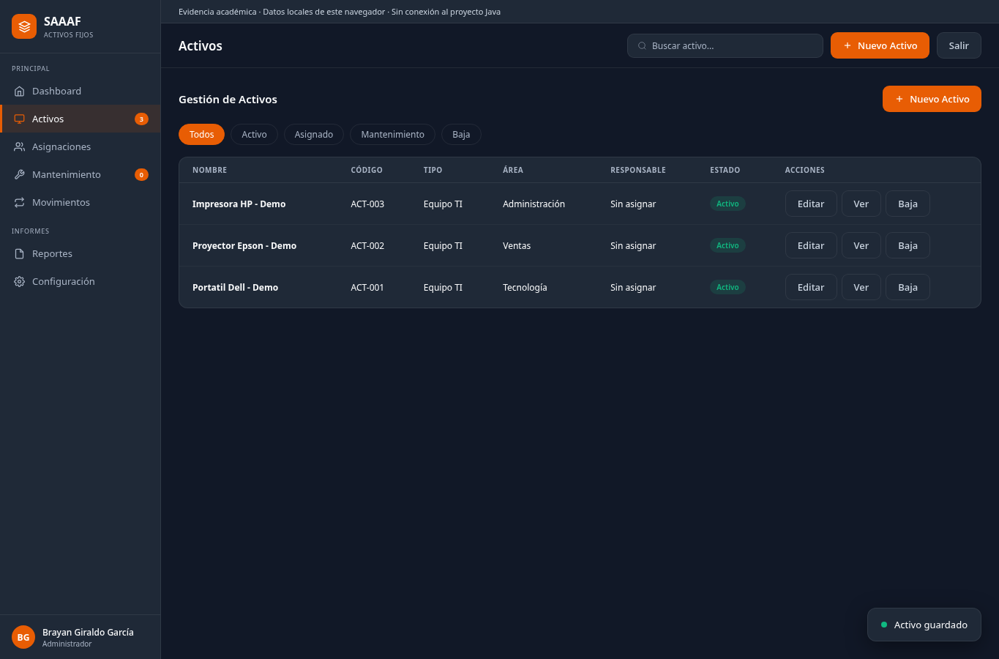 SAAAF
ACTIVOS FIJOS
PRINCIPAL
Dashboard
Activos 3
Asignaciones
Mantenimiento 0
Movimientos
INFORMES
Reportes
Configuración
BG
Brayan Giraldo García
Administrador
Evidencia académica · Datos locales de este navegador · Sin conexión al proyecto Java
Activos Buscar activo... + Nuevo Activo Salir
Gestión de Activos + Nuevo Activo
Todos Activo Asignado Mantenimiento Baja
NOMBRE CÓDIGO TIPO ÁREA RESPONSABLE ESTADO ACCIONES
Impresora HP - Demo ACT-003 Equipo TI Administración Sin asignar Activo Editar Ver Baja
Proyector Epson - Demo ACT-002 Equipo TI Ventas Sin asignar Activo Editar Ver Baja
Portatil Dell - Demo ACT-001 Equipo TI Tecnología Sin asignar Activo Editar Ver Baja
Activo guardado